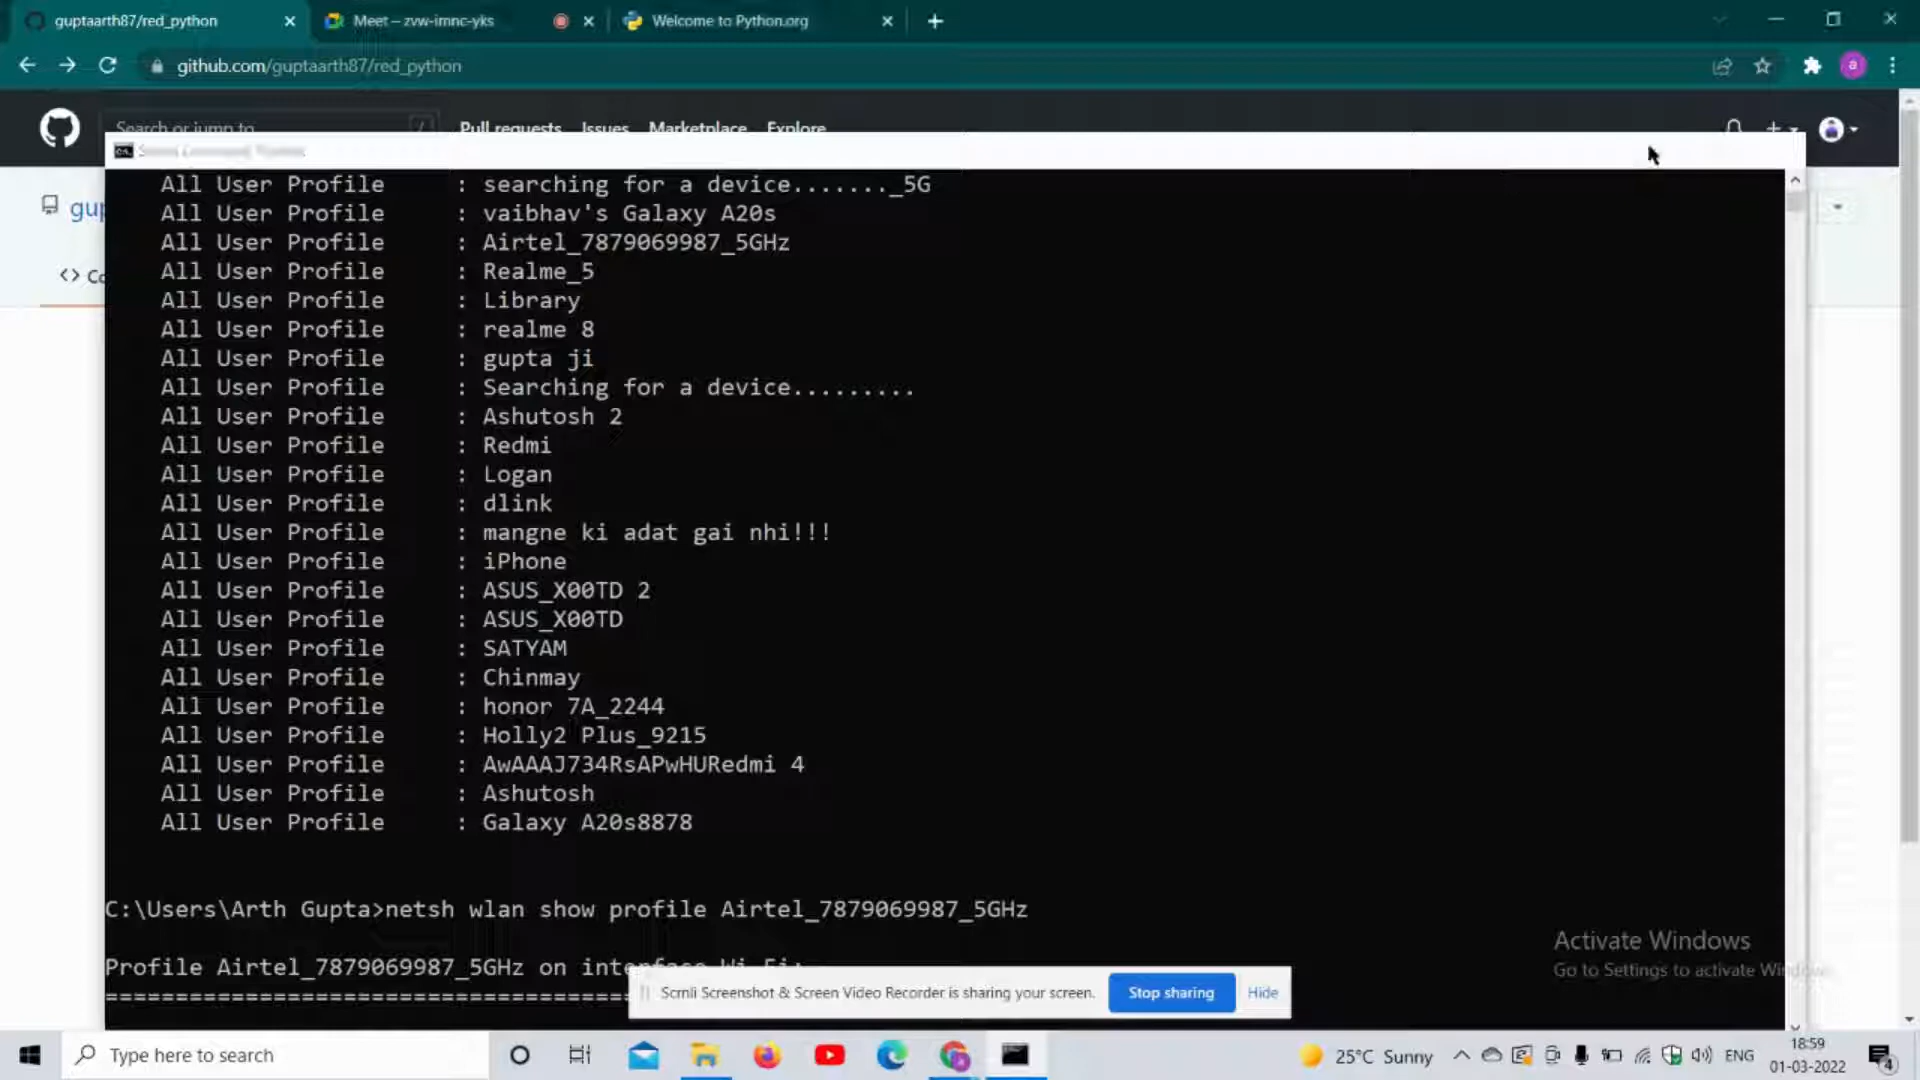 guptaarth87/red_python
Meet – zvw-imnc-yks
Welcome to Python.org
github.com/guptaarth87/red_python
a
Search or jump to
Pull requests Issues Marketplace Explore
All User Profile : searching for a device......._5G
All User Profile : vaibhav's Galaxy A20s
All User Profile : Airtel_7879069987_5GHz
All User Profile : Realme_5
All User Profile : Library
All User Profile : realme 8
All User Profile : gupta ji
All User Profile : Searching for a device.........
All User Profile : Ashutosh 2
All User Profile : Redmi
All User Profile : Logan
All User Profile : dlink
All User Profile : mangne ki adat gai nhi!!!
All User Profile : iPhone
All User Profile : ASUS_X00TD 2
All User Profile : ASUS_X00TD
All User Profile : SATYAM
All User Profile : Chinmay
All User Profile : honor 7A_2244
All User Profile : Holly2 Plus_9215
All User Profile : AwAAAJ734RsAPwHURedmi 4
All User Profile : Ashutosh
All User Profile : Galaxy A20s8878
C:\Users\Arth Gupta>netsh wlan show profile Airtel_7879069987_5GHz
Profile Airtel_7879069987_5GHz on interface Wi-Fi:
=====================================
Activate Windows
Go to Settings to activate Windows
Scrnli Screenshot & Screen Video Recorder is sharing your screen.
Stop sharing
Hide
Type here to search
25°C Sunny
ENG
18:59
01-03-2022
4